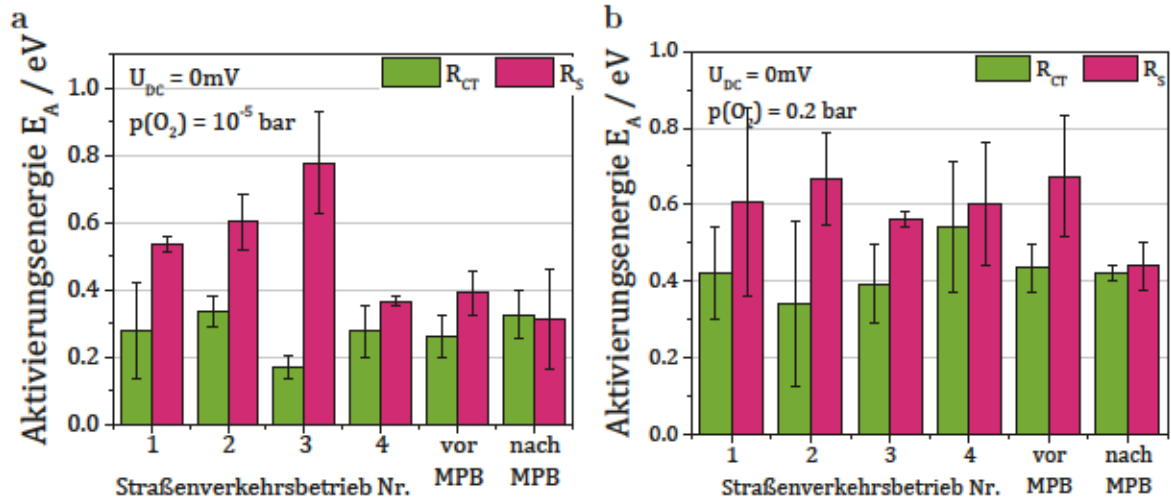 a
Aktivierungsenergie E_A / eV
1.0
0.8
0.6
0.4
0.2
0.0
U_DC = 0mV
p(O₂) = 10⁻⁵ bar
R_CT R_S
1 2 3 4 vor MPB nach MPB
Straßenverkehrsbetrieb Nr.
b
Aktivierungsenergie E_A / eV
1.0
0.8
0.6
0.4
0.2
0.0
U_DC = 0mV
p(O₂) = 0.2 bar
R_CT R_S
1 2 3 4 vor MPB nach MPB
Straßenverkehrsbetrieb Nr.